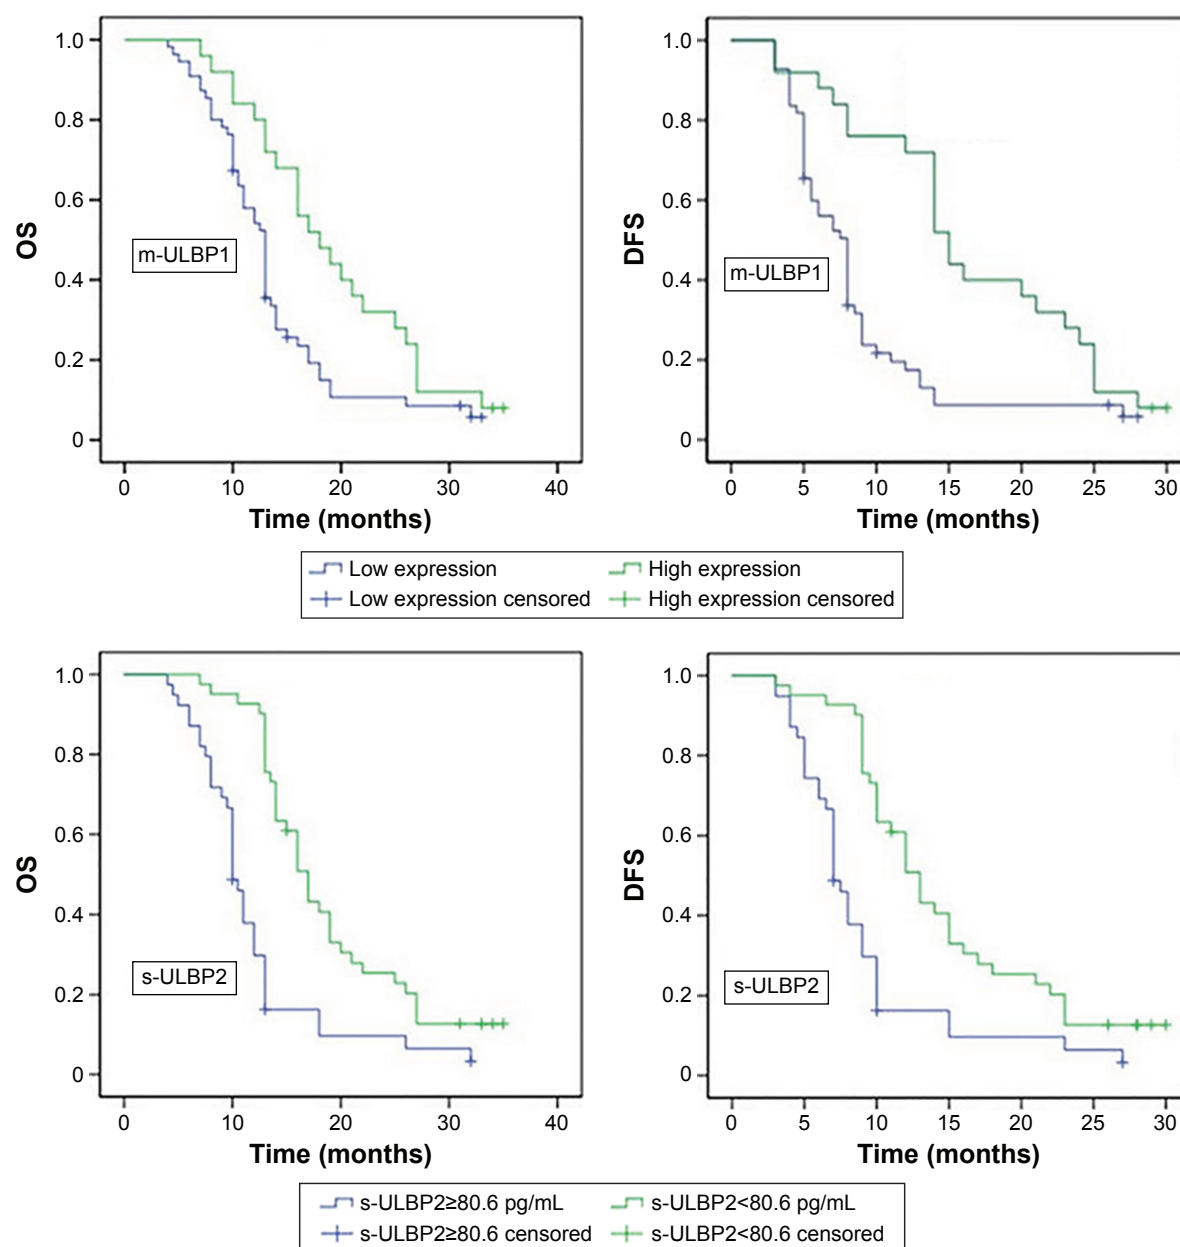 1.0
0.8
0.6
0.4
0.2
0
OS
m-ULBP1
0 10 20 30 40
Time (months)
1.0
0.8
0.6
0.4
0.2
0
DFS
m-ULBP1
0 5 10 15 20 25 30
Time (months)
Low expression High expression
Low expression censored High expression censored
1.0
0.8
0.6
0.4
0.2
0
OS
s-ULBP2
0 10 20 30 40
Time (months)
1.0
0.8
0.6
0.4
0.2
0
DFS
s-ULBP2
0 5 10 15 20 25 30
Time (months)
s-ULBP2≥80.6 pg/mL s-ULBP2<80.6 pg/mL
s-ULBP2≥80.6 censored s-ULBP2<80.6 censored